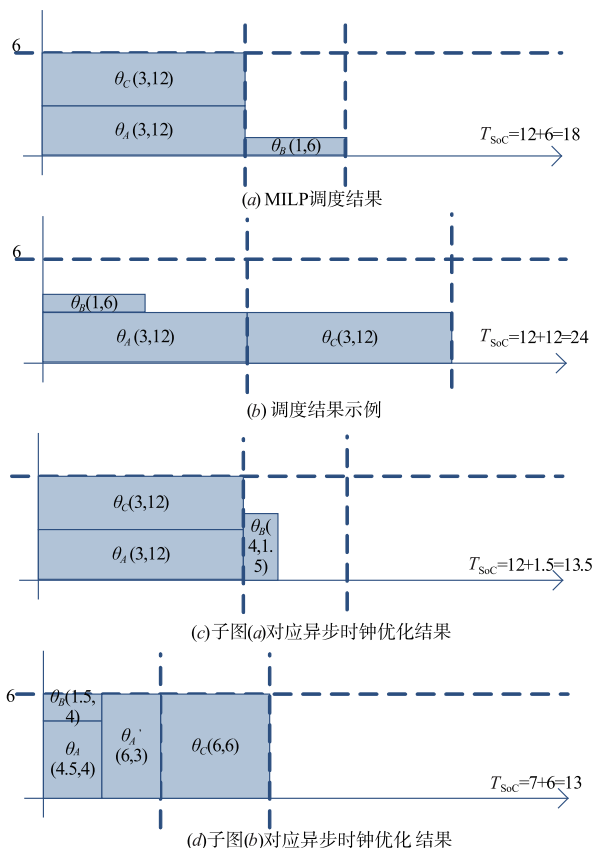 6
θC(3,12)
θA(3,12)
θB(1,6)
TSoC=12+6=18
(a) MILP调度结果
6
θB(1,6)
θA(3,12)
θC(3,12)
TSoC=12+12=24
(b) 调度结果示例
θC(3,12)
θA(3,12)
θB(
4,1.
5)
TSoC=12+1.5=13.5
(c)子图(a)对应异步时钟优化结果
6
θB(1.5,
4)
θA
(4.5,4)
θA`
(6,3)
θC(6,6)
TSoC=7+6=13
(d)子图(b)对应异步时钟优化 结果